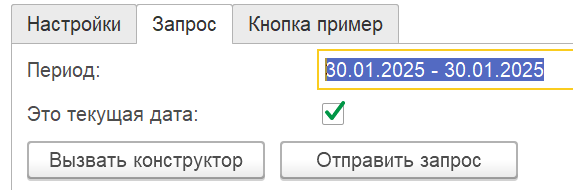 Настройки Запрос Кнопка пример
Период: 30.01.2025 - 30.01.2025
Это текущая дата:
Вызвать конструктор Отправить запрос